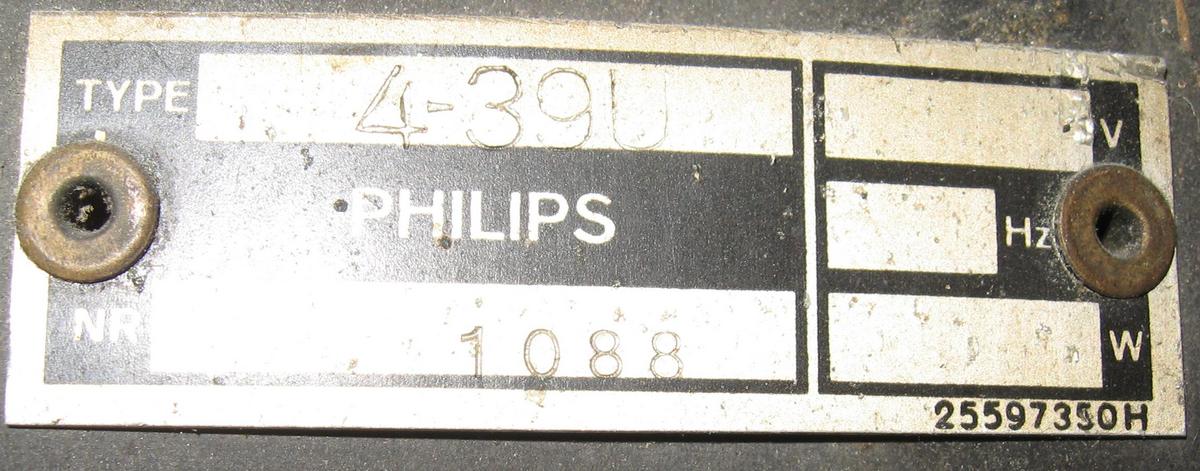 TYPE 4-39U
PHILIPS
NR 1088
V
Hz
W
25597350H